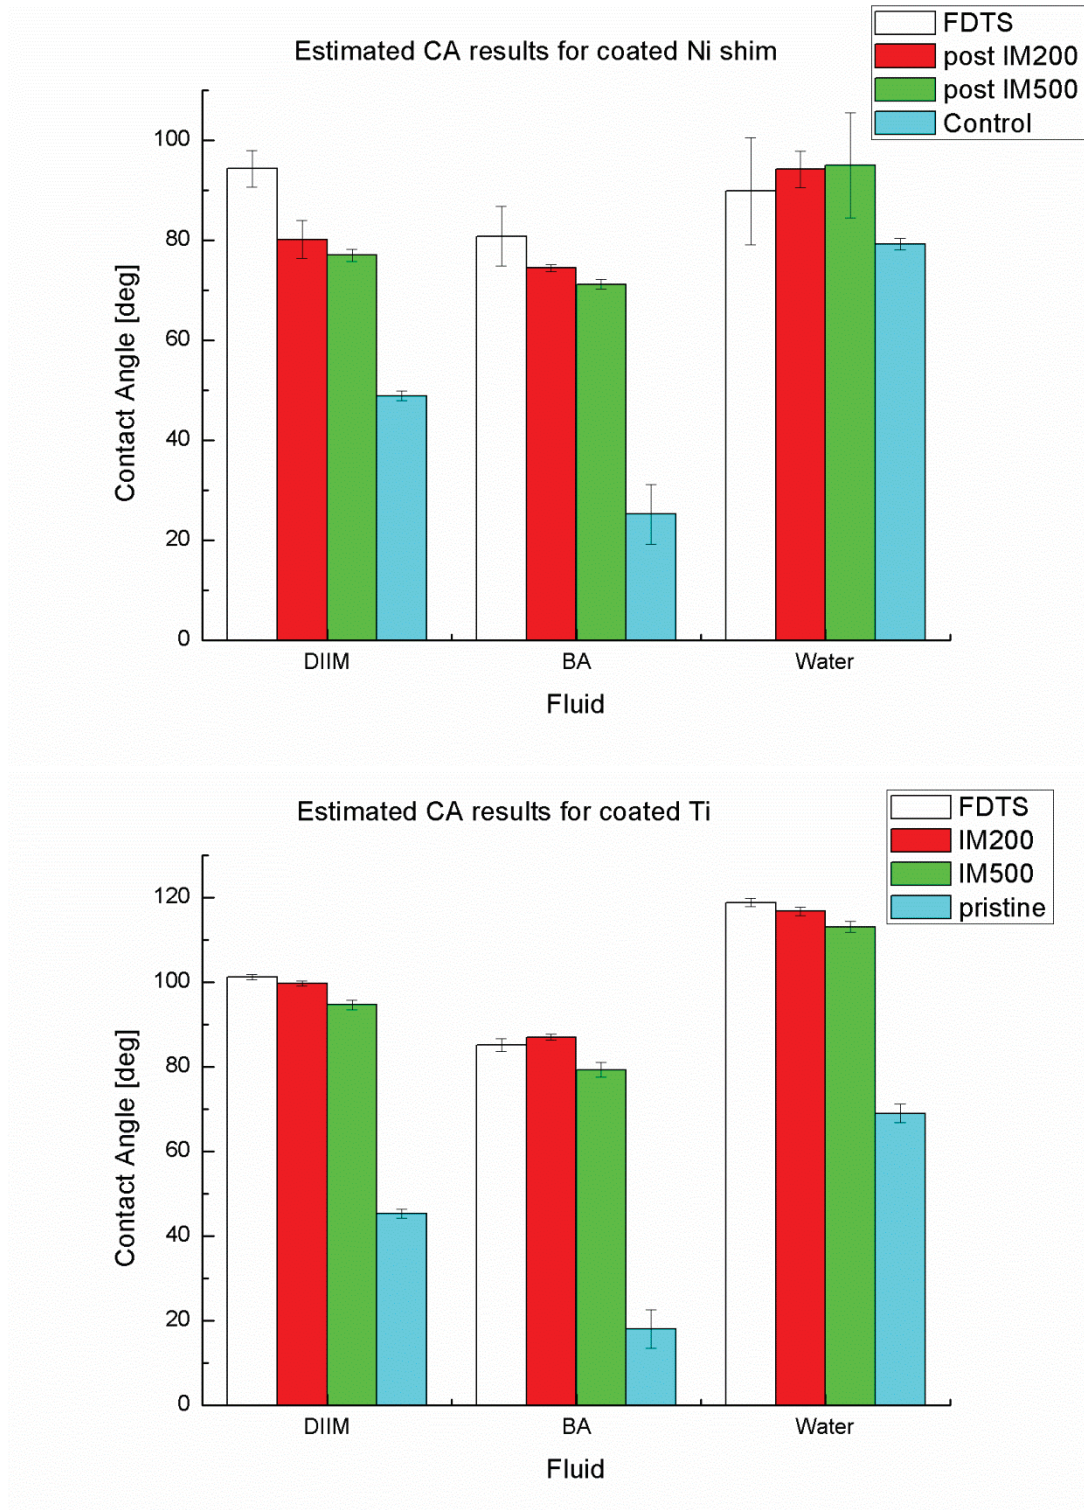 Estimated CA results for coated Ni shim
FDTS
post IM200
post IM500
Control
Contact Angle [deg]
100
80
60
40
20
0
DIIM BA Water
Fluid
Estimated CA results for coated Ti
FDTS
IM200
IM500
pristine
Contact Angle [deg]
120
100
80
60
40
20
0
DIIM BA Water
Fluid